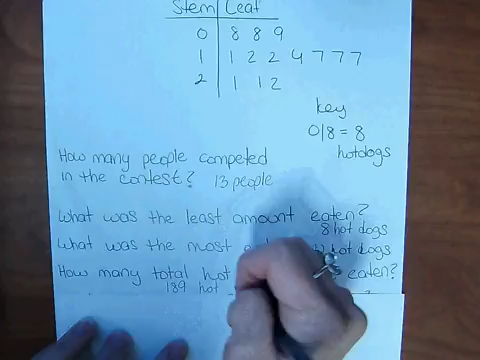 Stem Leaf
0 8 8 9
1 1 2 2 4 7 7 7
2 1 1 2
key
0|8 = 8
hotdogs
How many people competed
in the contest? 13 people
What was the least amount eaten?
8 hot dogs
What was the most hot dogs
How many total hot eaten?
189 hot